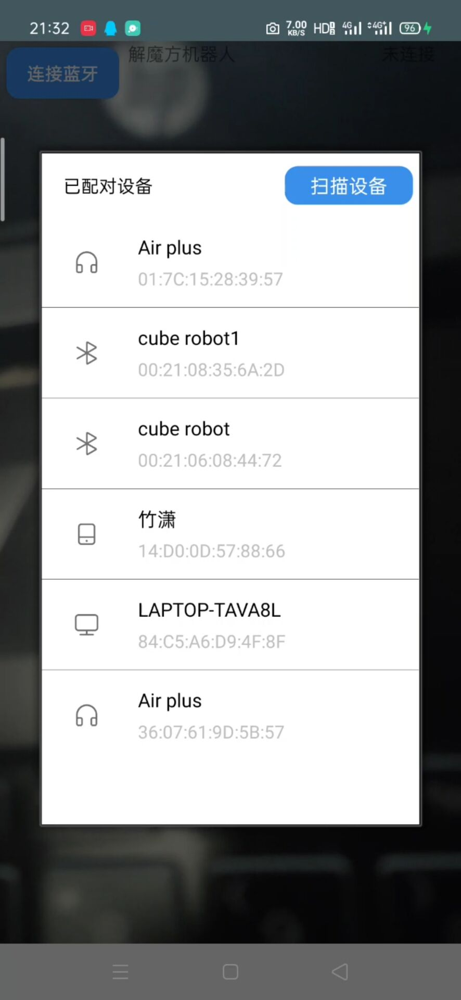 21:32
7.00 KB/S HD 4G 4G+ 96
连接蓝牙
解魔方机器人
未连接
已配对设备
扫描设备
Air plus
01:7C:15:28:39:57
cube robot1
00:21:08:35:6A:2D
cube robot
00:21:06:08:44:72
竹潇
14:D0:0D:57:88:66
LAPTOP-TAVA8L
84:C5:A6:D9:4F:8F
Air plus
36:07:61:9D:5B:57